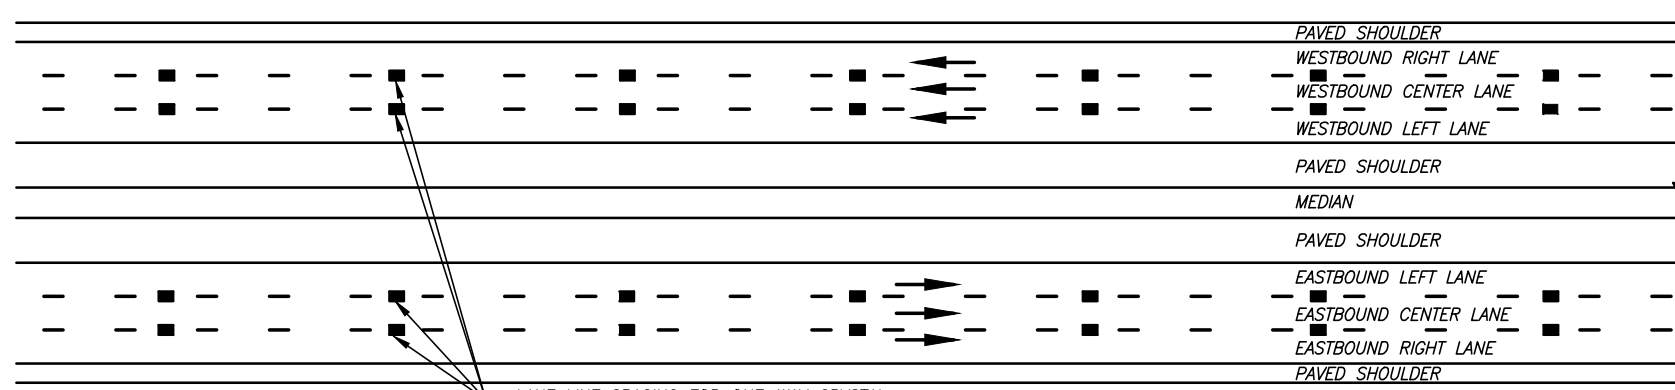 PAVED SHOULDER
WESTBOUND RIGHT LANE
WESTBOUND CENTER LANE
WESTBOUND LEFT LANE
PAVED SHOULDER
MEDIAN
PAVED SHOULDER
EASTBOUND LEFT LANE
EASTBOUND CENTER LANE
EASTBOUND RIGHT LANE
PAVED SHOULDER